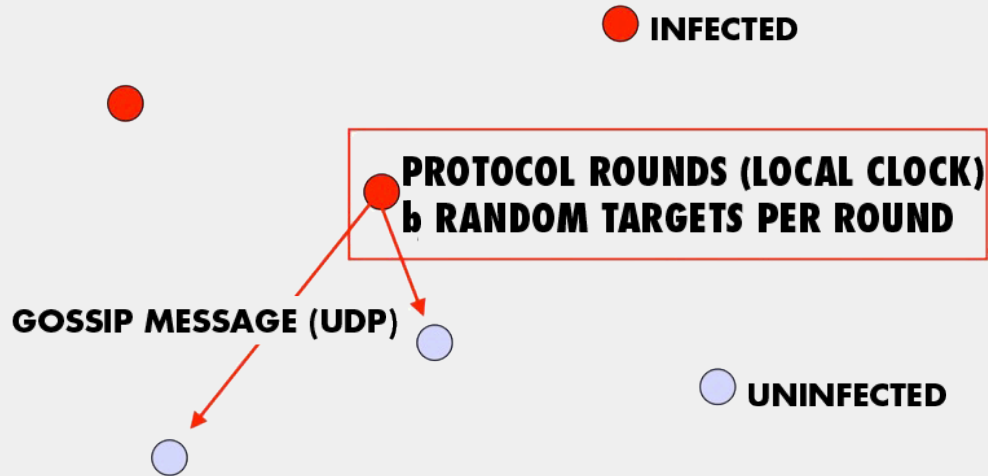 INFECTED
PROTOCOL ROUNDS (LOCAL CLOCK)
b RANDOM TARGETS PER ROUND
GOSSIP MESSAGE (UDP)
UNINFECTED